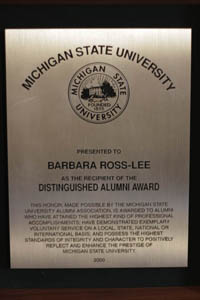 MICHIGAN STATE UNIVERSITY
MICHIGAN STATE
FOUNDED
1855
UNIVERSITY
PRESENTED TO
BARBARA ROSS-LEE
AS THE RECIPIENT OF THE
DISTINGUISHED ALUMNI AWARD
THIS HONOR, MADE POSSIBLE BY THE MICHIGAN STATE
UNIVERSITY ALUMNI ASSOCIATION, IS AWARDED TO ALUMNI
WHO HAVE ATTAINED THE HIGHEST KIND OF PROFESSIONAL
ACCOMPLISHMENTS; HAVE DEMONSTRATED EXEMPLARY
VOLUNTARY SERVICE ON A LOCAL, STATE, NATIONAL OR
INTERNATIONAL BASIS; AND POSSESS THE HIGHEST
STANDARDS OF INTEGRITY AND CHARACTER TO POSITIVELY
REFLECT AND ENHANCE THE PRESTIGE OF
MICHIGAN STATE UNIVERSITY.
2000